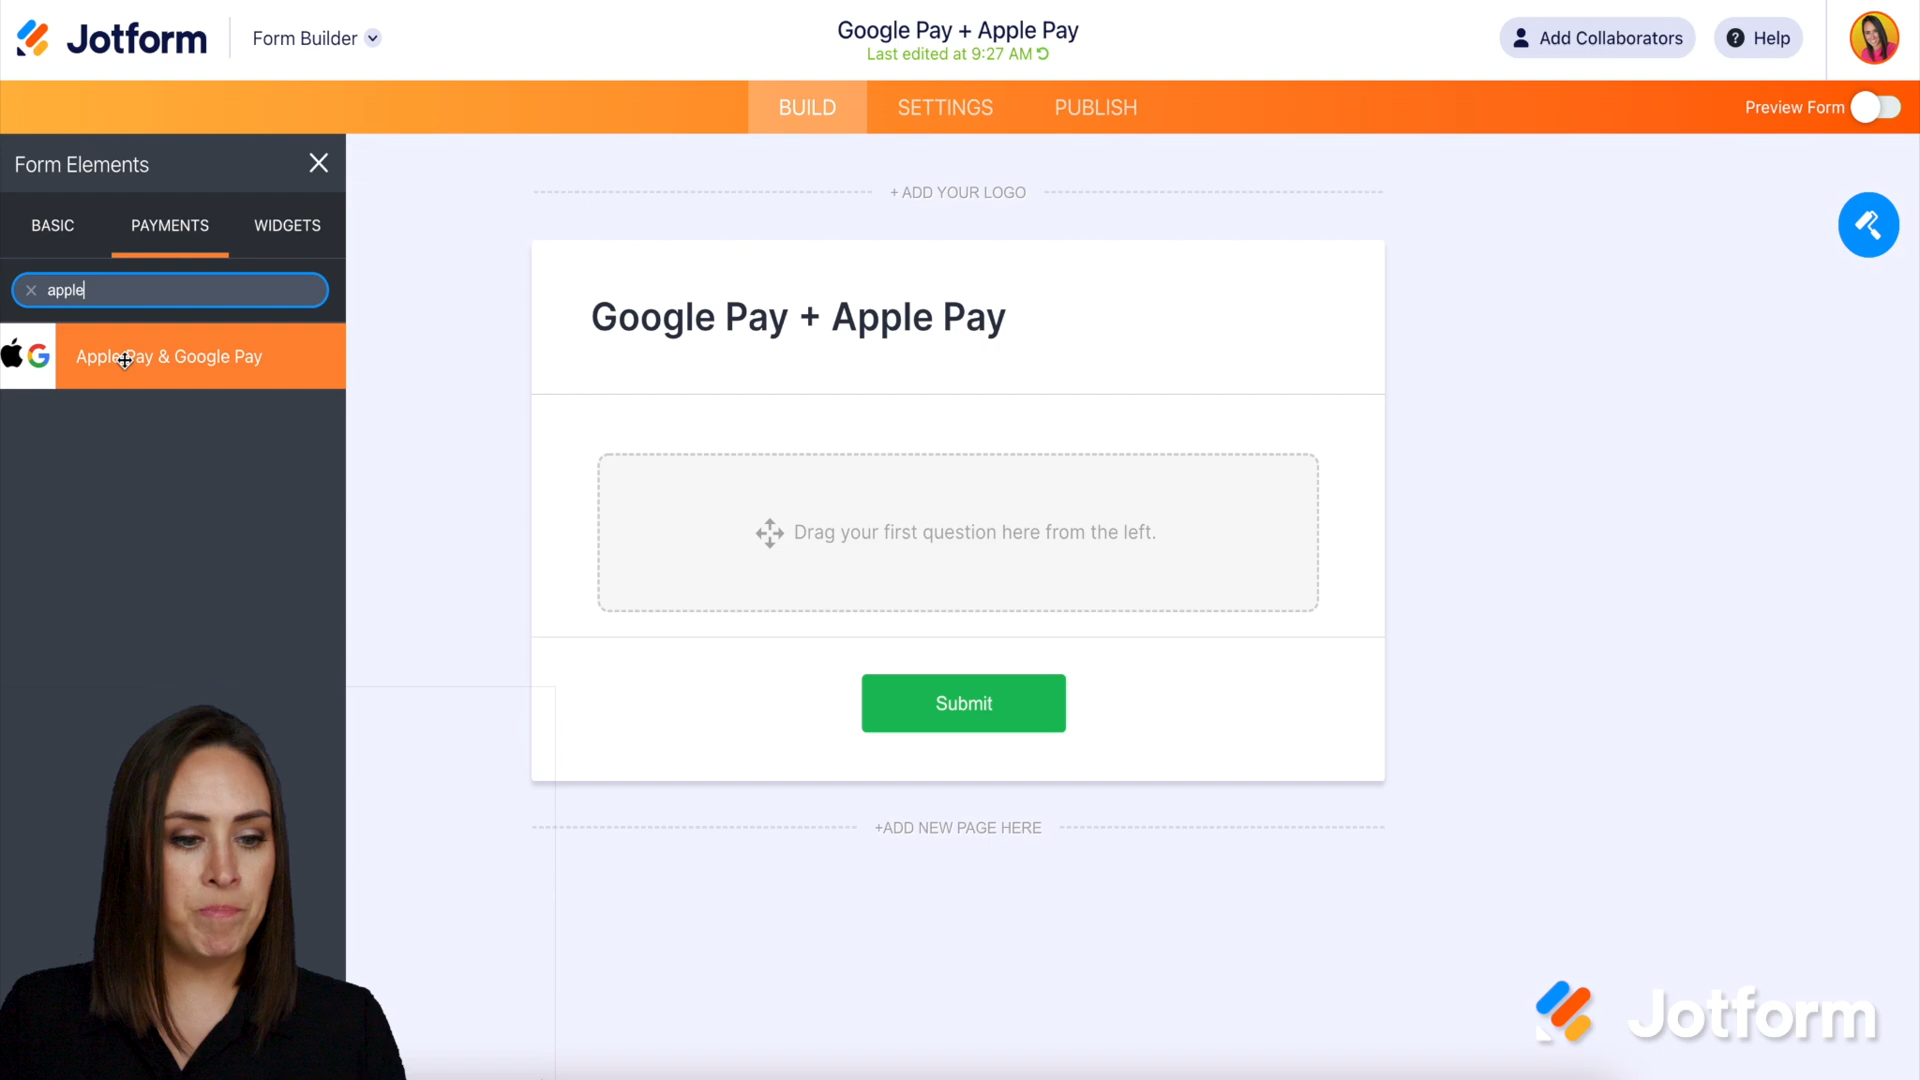 Jotform
Form Builder
Google Pay + Apple Pay
Last edited at 9:27 AM
Add Collaborators
? Help
BUILD
SETTINGS
PUBLISH
Preview Form
Form Elements
BASIC
PAYMENTS
WIDGETS
apple
Apple Pay & Google Pay
+ ADD YOUR LOGO
Google Pay + Apple Pay
Drag your first question here from the left.
Submit
+ADD NEW PAGE HERE
Jotform